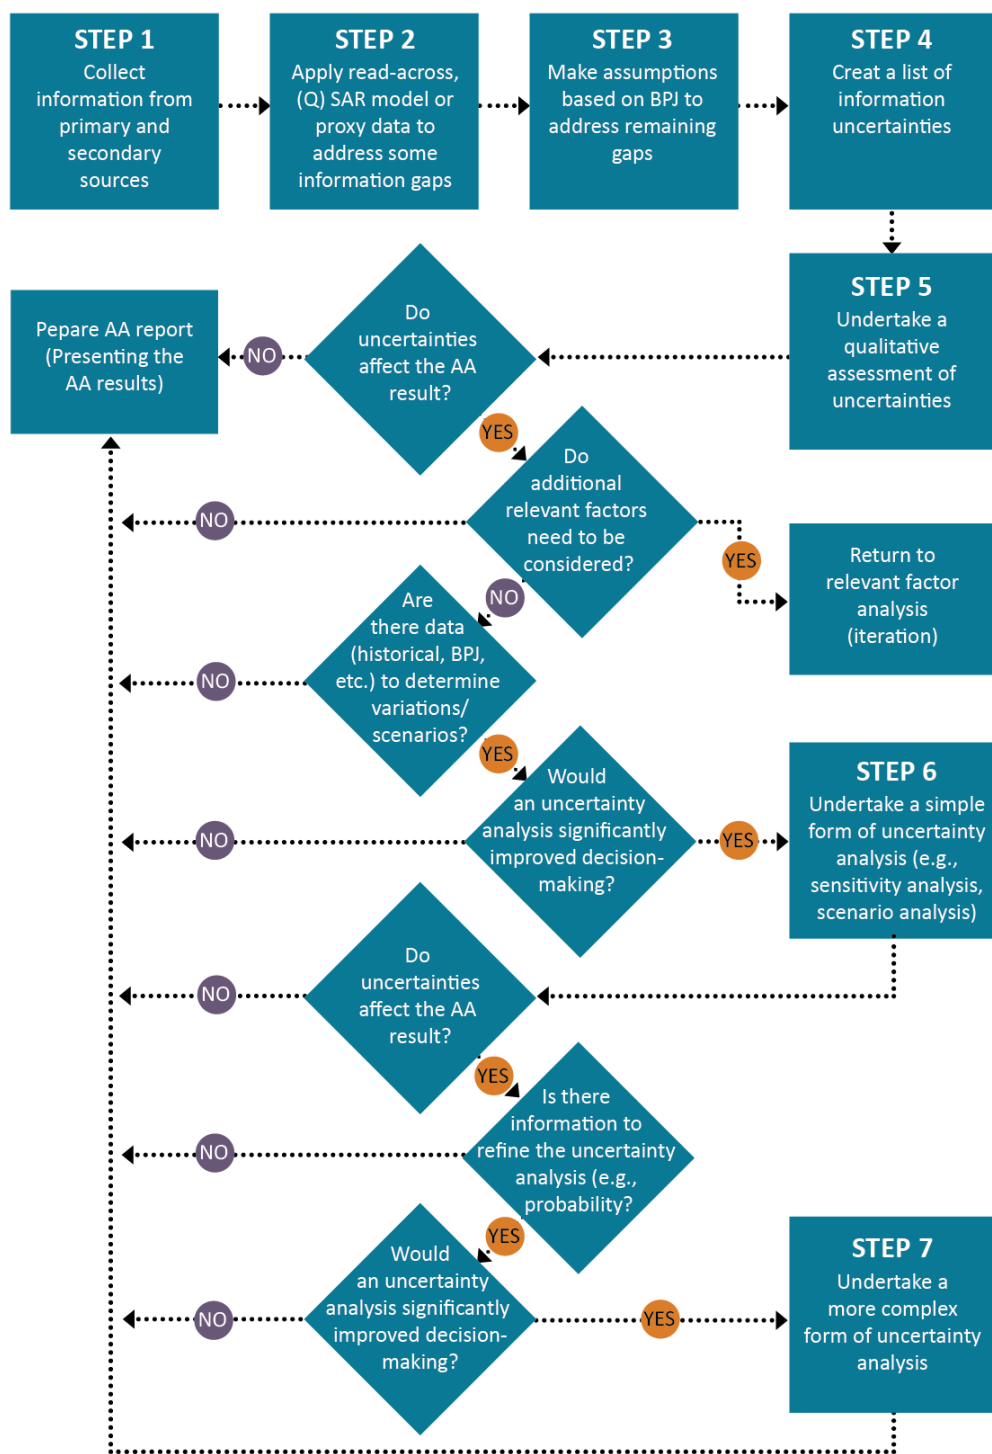 STEP 1
Collect
information from
primary and
secondary
sources
STEP 2
Apply read-across,
(Q) SAR model or
proxy data to
address some
information gaps
STEP 3
Make assumptions
based on BPJ to
address remaining
gaps
STEP 4
Creat a list of
information
uncertainties
STEP 5
Undertake a
qualitative
assessment of
uncertainties
Do
uncertainties
affect the AA
result?
NO
Pepare AA report
(Presenting the
AA results)
YES
Do
additional
relevant factors
need to be
considered?
NO
YES
Return to
relevant factor
analysis
(iteration)
NO
Are
there data
(historical, BPJ,
etc.) to determine
variations/
scenarios?
NO
YES
Would
an uncertainty
analysis significantly
improved decision-
making?
NO
YES
STEP 6
Undertake a simple
form of uncertainty
analysis (e.g.,
sensitivity analysis,
scenario analysis)
Do
uncertainties
affect the AA
result?
NO
YES
Is there
information to
refine the uncertainty
analysis (e.g.,
probability?
NO
YES
Would
an uncertainty
analysis significantly
improved decision-
making?
NO
YES
STEP 7
Undertake a
more complex
form of uncertainty
analysis